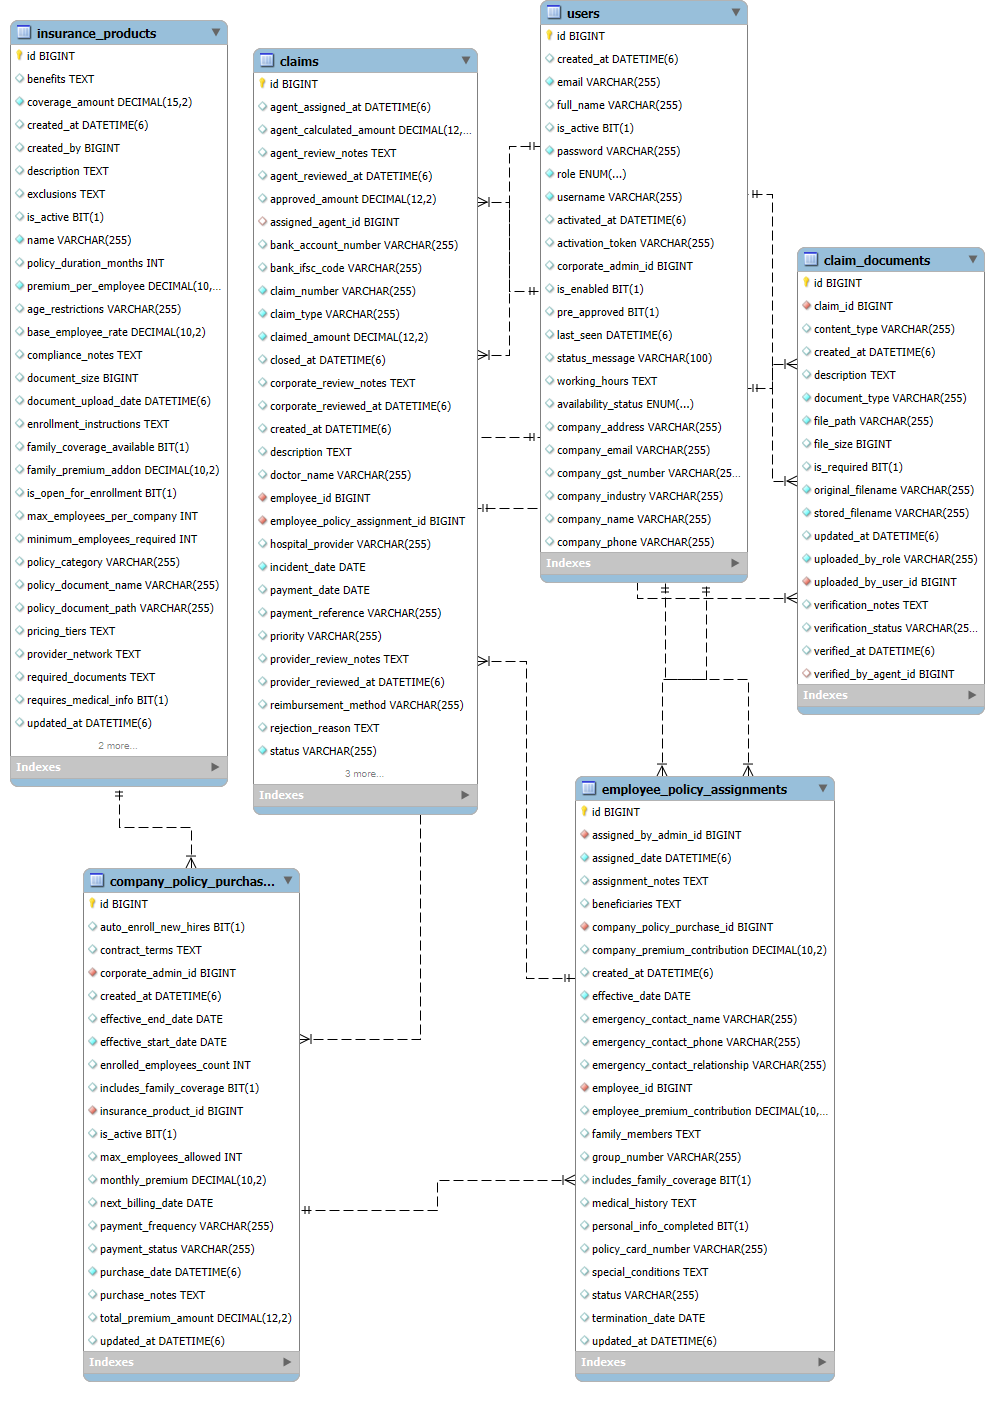 insurance_products
id BIGINT
benefits TEXT
coverage_amount DECIMAL(15,2)
created_at DATETIME(6)
created_by BIGINT
description TEXT
exclusions TEXT
is_active BIT(1)
name VARCHAR(255)
policy_duration_months INT
premium_per_employee DECIMAL(10,...
age_restrictions VARCHAR(255)
base_employee_rate DECIMAL(10,2)
compliance_notes TEXT
document_size BIGINT
document_upload_date DATETIME(6)
enrollment_instructions TEXT
family_coverage_available BIT(1)
family_premium_addon DECIMAL(10,2)
is_open_for_enrollment BIT(1)
max_employees_per_company INT
minimum_employees_required INT
policy_category VARCHAR(255)
policy_document_name VARCHAR(255)
policy_document_path VARCHAR(255)
pricing_tiers TEXT
provider_network TEXT
required_documents TEXT
requires_medical_info BIT(1)
updated_at DATETIME(6)
2 more...
Indexes
claims
id BIGINT
agent_assigned_at DATETIME(6)
agent_calculated_amount DECIMAL(12,...
agent_review_notes TEXT
agent_reviewed_at DATETIME(6)
approved_amount DECIMAL(12,2)
assigned_agent_id BIGINT
bank_account_number VARCHAR(255)
bank_ifsc_code VARCHAR(255)
claim_number VARCHAR(255)
claim_type VARCHAR(255)
claimed_amount DECIMAL(12,2)
closed_at DATETIME(6)
corporate_review_notes TEXT
corporate_reviewed_at DATETIME(6)
created_at DATETIME(6)
description TEXT
doctor_name VARCHAR(255)
employee_id BIGINT
employee_policy_assignment_id BIGINT
hospital_provider VARCHAR(255)
incident_date DATE
payment_date DATE
payment_reference VARCHAR(255)
priority VARCHAR(255)
provider_review_notes TEXT
provider_reviewed_at DATETIME(6)
reimbursement_method VARCHAR(255)
rejection_reason TEXT
status VARCHAR(255)
3 more...
Indexes
users
id BIGINT
created_at DATETIME(6)
email VARCHAR(255)
full_name VARCHAR(255)
is_active BIT(1)
password VARCHAR(255)
role ENUM(...)
username VARCHAR(255)
activated_at DATETIME(6)
activation_token VARCHAR(255)
corporate_admin_id BIGINT
is_enabled BIT(1)
pre_approved BIT(1)
last_seen DATETIME(6)
status_message VARCHAR(100)
working_hours TEXT
availability_status ENUM(...)
company_address VARCHAR(255)
company_email VARCHAR(255)
company_gst_number VARCHAR(25...
company_industry VARCHAR(255)
company_name VARCHAR(255)
company_phone VARCHAR(255)
Indexes
claim_documents
id BIGINT
claim_id BIGINT
content_type VARCHAR(255)
created_at DATETIME(6)
description TEXT
document_type VARCHAR(255)
file_path VARCHAR(255)
file_size BIGINT
is_required BIT(1)
original_filename VARCHAR(255)
stored_filename VARCHAR(255)
updated_at DATETIME(6)
uploaded_by_role VARCHAR(255)
uploaded_by_user_id BIGINT
verification_notes TEXT
verification_status VARCHAR(25...
verified_at DATETIME(6)
verified_by_agent_id BIGINT
Indexes
company_policy_purchas...
id BIGINT
auto_enroll_new_hires BIT(1)
contract_terms TEXT
corporate_admin_id BIGINT
created_at DATETIME(6)
effective_end_date DATE
effective_start_date DATE
enrolled_employees_count INT
includes_family_coverage BIT(1)
insurance_product_id BIGINT
is_active BIT(1)
max_employees_allowed INT
monthly_premium DECIMAL(10,2)
next_billing_date DATE
payment_frequency VARCHAR(255)
payment_status VARCHAR(255)
purchase_date DATETIME(6)
purchase_notes TEXT
total_premium_amount DECIMAL(12,2)
updated_at DATETIME(6)
Indexes
employee_policy_assignments
id BIGINT
assigned_by_admin_id BIGINT
assigned_date DATETIME(6)
assignment_notes TEXT
beneficiaries TEXT
company_policy_purchase_id BIGINT
company_premium_contribution DECIMAL(10,2)
created_at DATETIME(6)
effective_date DATE
emergency_contact_name VARCHAR(255)
emergency_contact_phone VARCHAR(255)
emergency_contact_relationship VARCHAR(255)
employee_id BIGINT
employee_premium_contribution DECIMAL(10,...
family_members TEXT
group_number VARCHAR(255)
includes_family_coverage BIT(1)
medical_history TEXT
personal_info_completed BIT(1)
policy_card_number VARCHAR(255)
special_conditions TEXT
status VARCHAR(255)
termination_date DATE
updated_at DATETIME(6)
Indexes